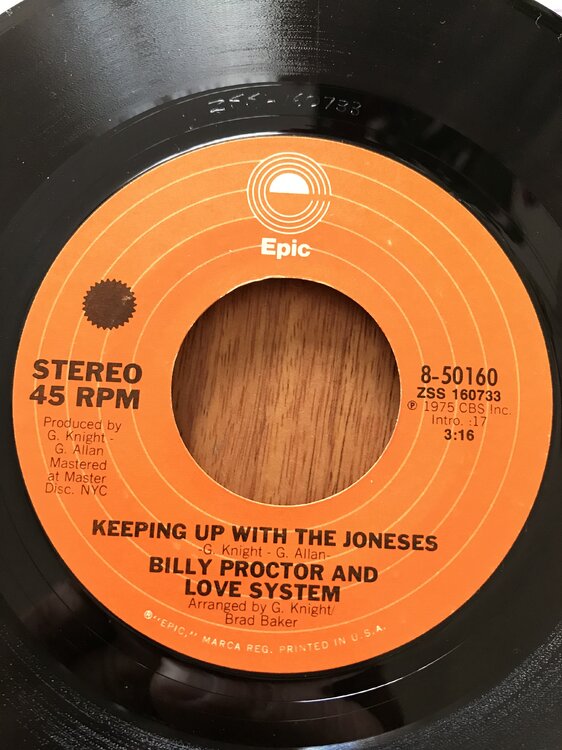 ZSS-160733
Epic
STEREO
45 RPM
Produced by
G. Knight -
G. Allan
Mastered
at Master
Disc. NYC
8-50160
ZSS 160733
℗ 1975 CBS Inc.
Intro. :17
3:16
KEEPING UP WITH THE JONESES
-G. Knight - G. Allan-
BILLY PROCTOR AND
LOVE SYSTEM
Arranged by G. Knight/
Brad Baker
®"EPIC," MARCA REG. PRINTED IN U.S.A.